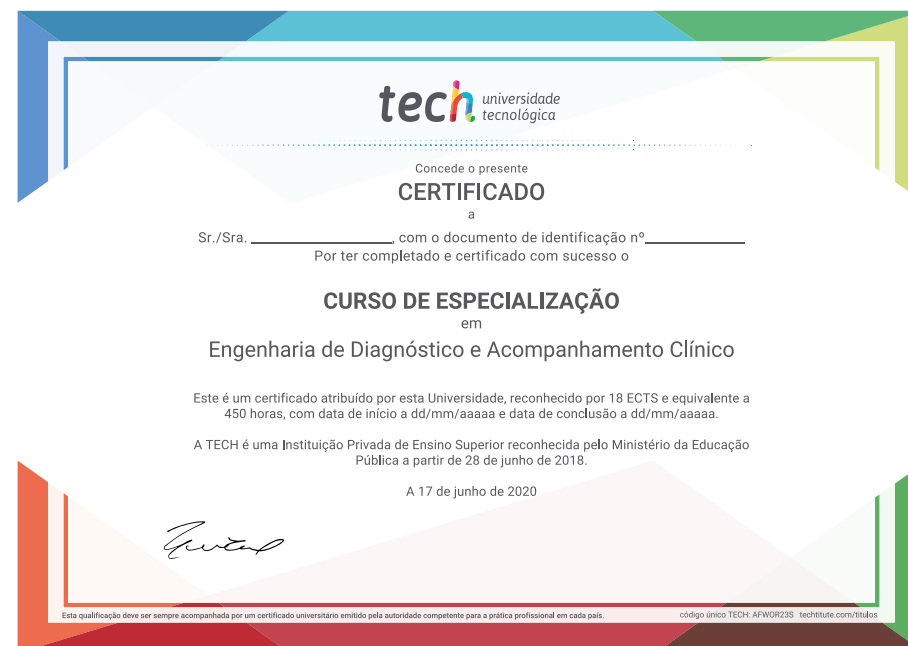 tech universidade
tecnológica
Concede o presente
CERTIFICADO
a
Sr./Sra. ____________________, com o documento de identificação nº______________
Por ter completado e certificado com sucesso o
CURSO DE ESPECIALIZAÇÃO
em
Engenharia de Diagnóstico e Acompanhamento Clínico
Este é um certificado atribuído por esta Universidade, reconhecido por 18 ECTS e equivalente a
450 horas, com data de início a dd/mm/aaaaa e data de conclusão a dd/mm/aaaaa.
A TECH é uma Instituição Privada de Ensino Superior reconhecida pelo Ministério da Educação
Pública a partir de 28 de junho de 2018.
A 17 de junho de 2020
Esta qualificação deve ser sempre acompanhada por um certificado universitário emitido pela autoridade competente para a prática profissional em cada país.
código único TECH: AFWOR23S techtitute.com/titulos